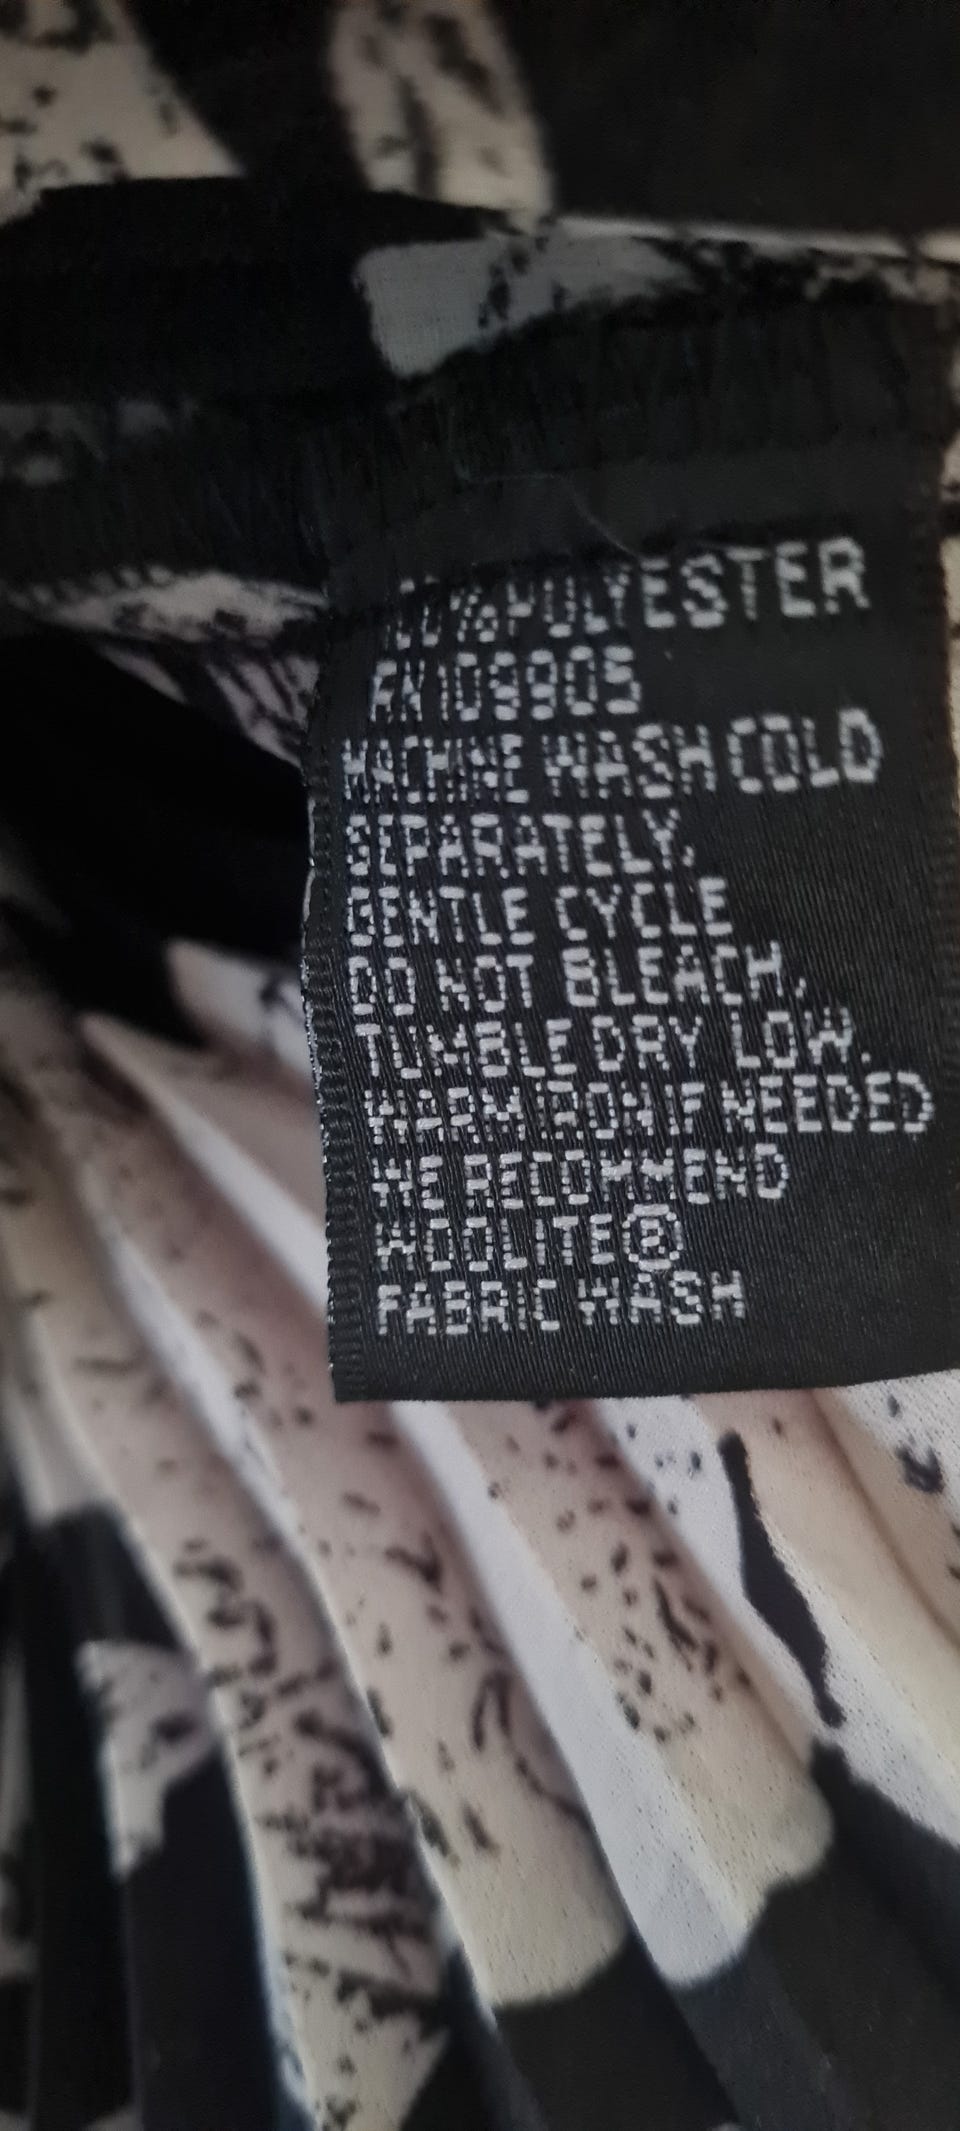 100% POLYESTER
MACHINE WASH COLD
SEPARATELY,
GENTLE CYCLE
DO NOT BLEACH,
TUMBLE DRY LOW.
WARM IRON IF NEEDED
WE RECOMMEND
WOOLITE®
FABRIC WASH